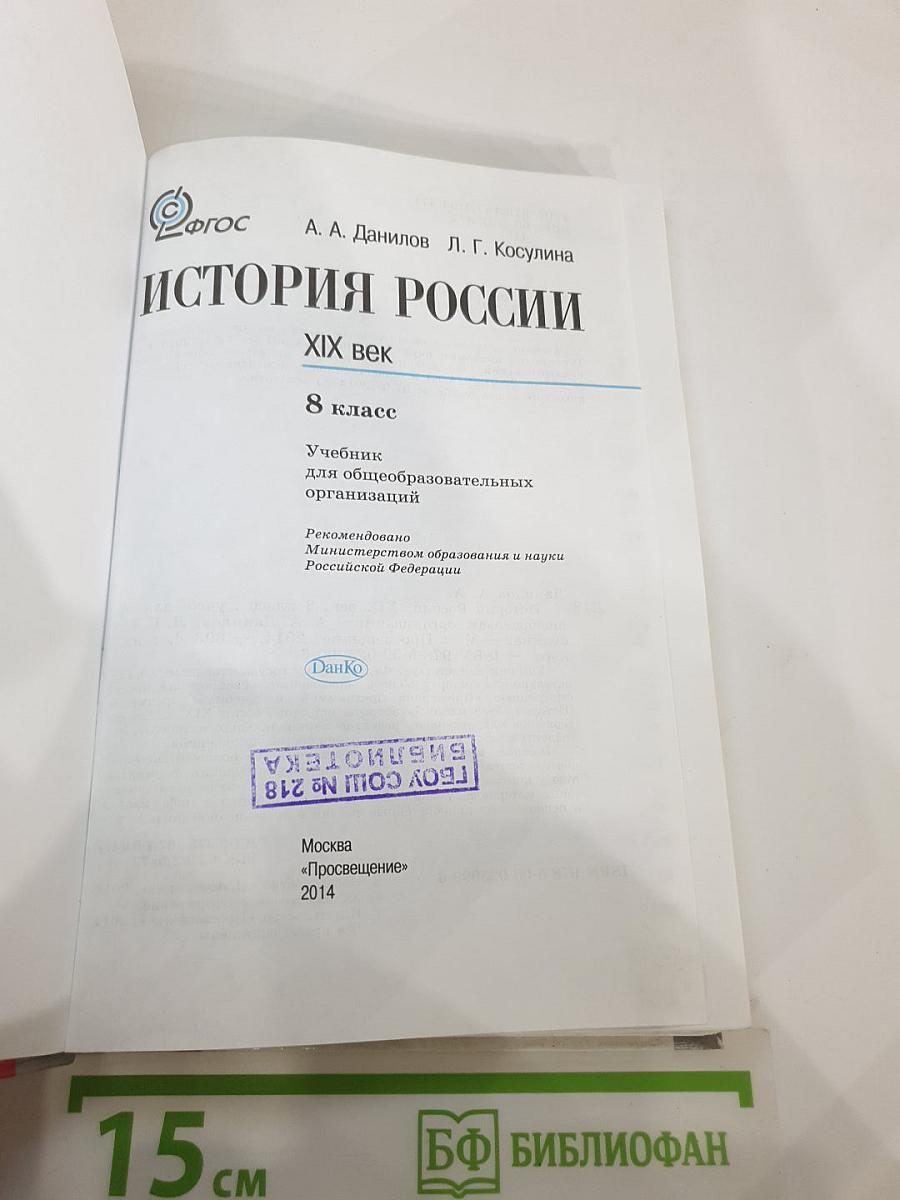 ФГОС
А. А. Данилов Л. Г. Косулина
ИСТОРИЯ РОССИИ
XIX век
8 класс
Учебник
для общеобразовательных
организаций
Рекомендовано
Министерством образования и науки
Российской Федерации
ДанКо
ГБОУ СОШ № 218
БИБЛИОТЕКА
Москва
«Просвещение»
2014
15 см
БФ БИБЛИОФАН